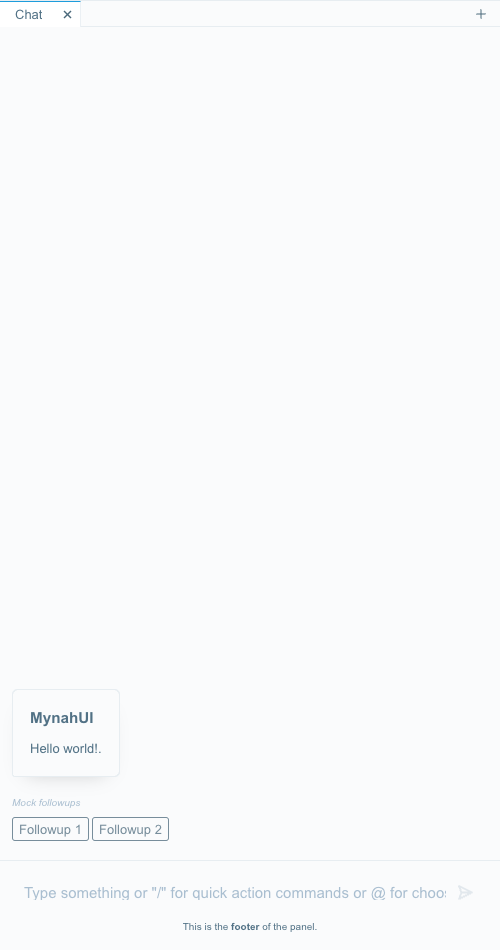 Chat
MynahUI
Hello world!.
Mock followups
Followup 1 Followup 2
Type something or "/" for quick action commands or @ for choo
This is the footer of the panel.